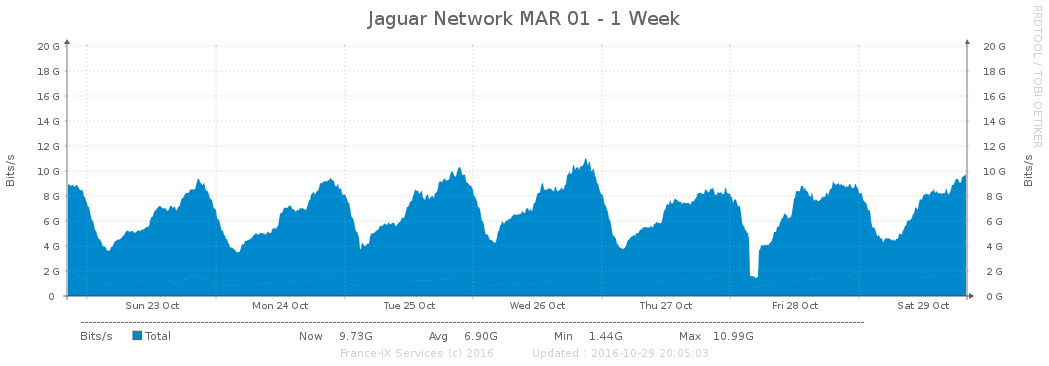 Jaguar Network MAR 01 - 1 Week
RRDTOOL / TOBI OETIKER
Bits/s
20 G 20 G
18 G 18 G
16 G 16 G
14 G 14 G
12 G 12 G
10 G 10 G
8 G 8 G
6 G 6 G
4 G 4 G
2 G 2 G
0 0 G
Bits/s
Sun 23 Oct Mon 24 Oct Tue 25 Oct Wed 26 Oct Thu 27 Oct Fri 28 Oct Sat 29 Oct
Bits/s Total Now 9.73G Avg 6.90G Min 1.44G Max 10.99G
France-IX Services (c) 2016 Updated : 2016-10-29 20:05:03